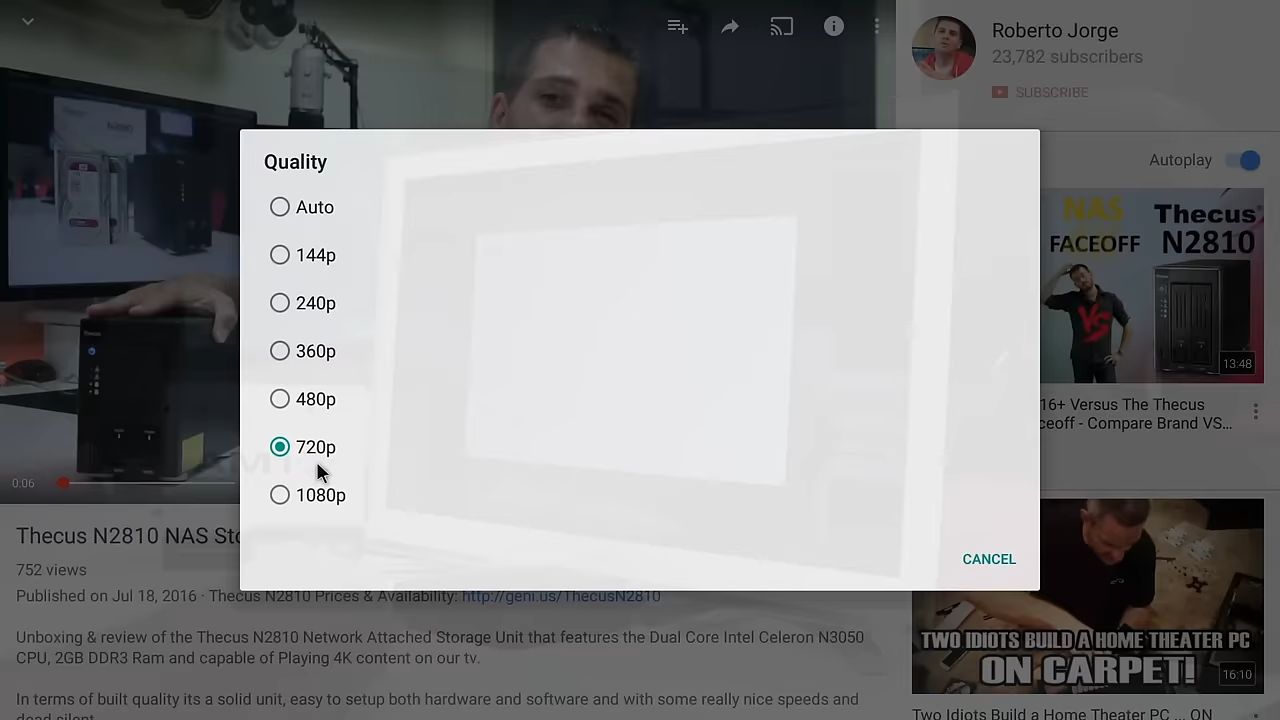 Roberto Jorge
23,782 subscribers
SUBSCRIBE
Quality
Auto
144p
240p
360p
480p
720p
1080p
CANCEL
Autoplay
NAS
FACEOFF
Thecus
N2810
VS
13:48
16+ Versus The Thecus
ceoff - Compare Brand VS...
0:06
Thecus N2810 NAS Sto
752 views
Published on Jul 18, 2016 · Thecus N2810 Prices & Availability: http://geni.us/ThecusN2810
Unboxing & review of the Thecus N2810 Network Attached Storage Unit that features the Dual Core Intel Celeron N3050
CPU, 2GB DDR3 Ram and capable of Playing 4K content on our tv.
In terms of built quality its a solid unit, easy to setup both hardware and software and with some really nice speeds and
dead silent
TWO IDIOTS BUILD A HOME THEATER PC
ON CARPET!
16:10
Two Idiots Build a Home Theater PC ... ON